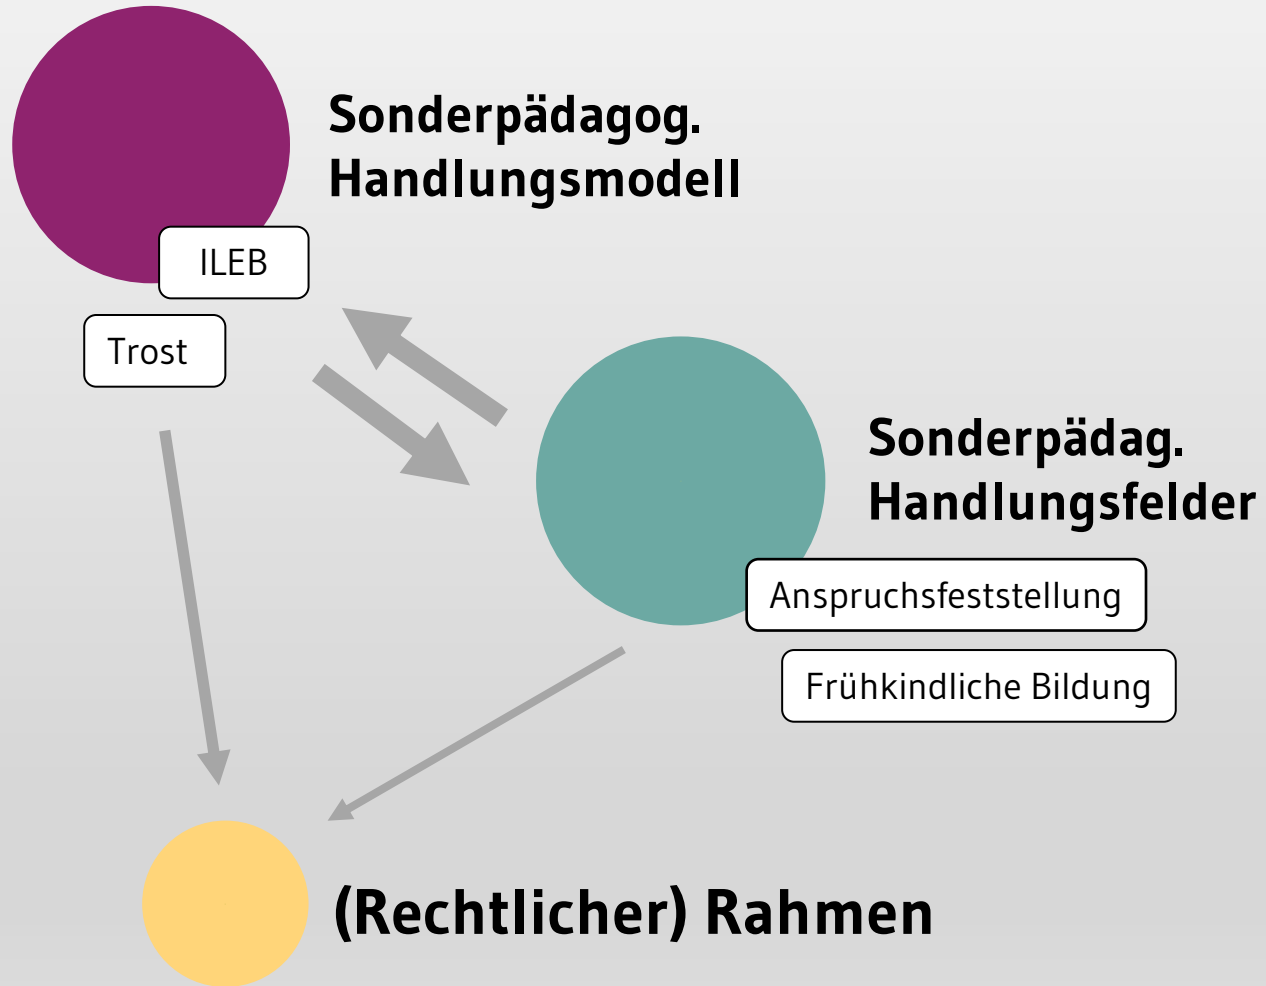 Sonderpädagog.
Handlungsmodell
ILEB
Trost
Sonderpädag.
Handlungsfelder
Anspruchsfeststellung
Frühkindliche Bildung
(Rechtlicher) Rahmen